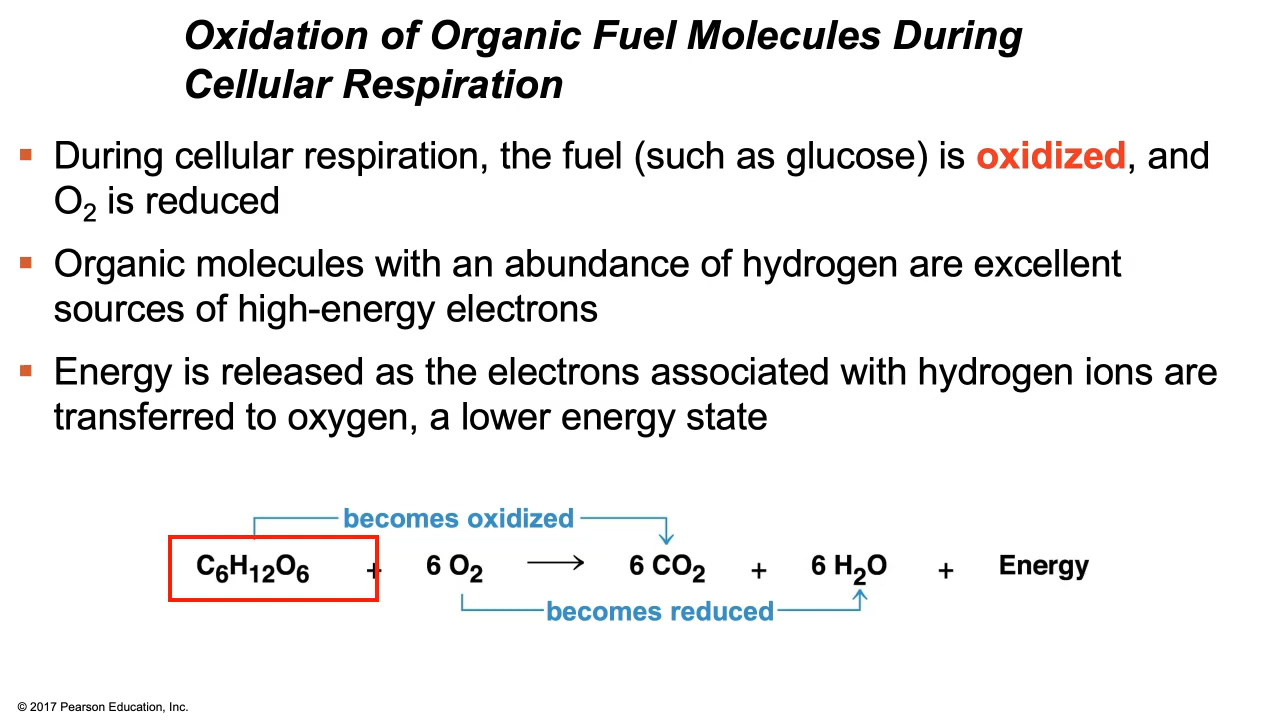 Oxidation of Organic Fuel Molecules During
Cellular Respiration
▪ During cellular respiration, the fuel (such as glucose) is oxidized, and
O₂ is reduced
▪ Organic molecules with an abundance of hydrogen are excellent
sources of high-energy electrons
▪ Energy is released as the electrons associated with hydrogen ions are
transferred to oxygen, a lower energy state
becomes oxidized
C₆H₁₂O₆ + 6 O₂ → 6 CO₂ + 6 H₂O + Energy
becomes reduced
© 2017 Pearson Education, Inc.